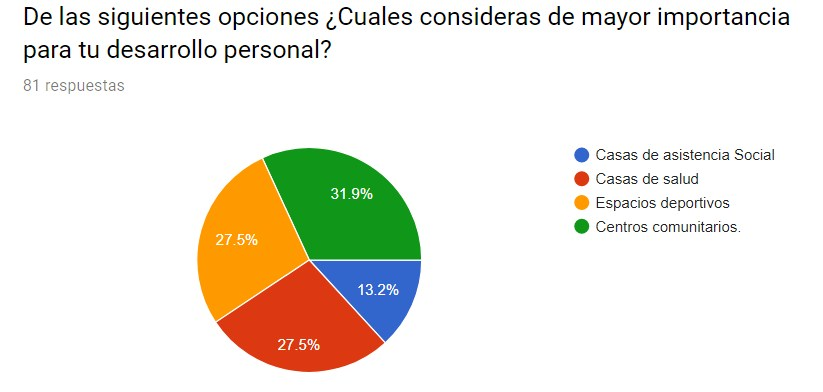 De las siguientes opciones ¿Cuales consideras de mayor importancia
para tu desarrollo personal?
81 respuestas
31.9%
27.5%
13.2%
27.5%
Casas de asistencia Social
Casas de salud
Espacios deportivos
Centros comunitarios.